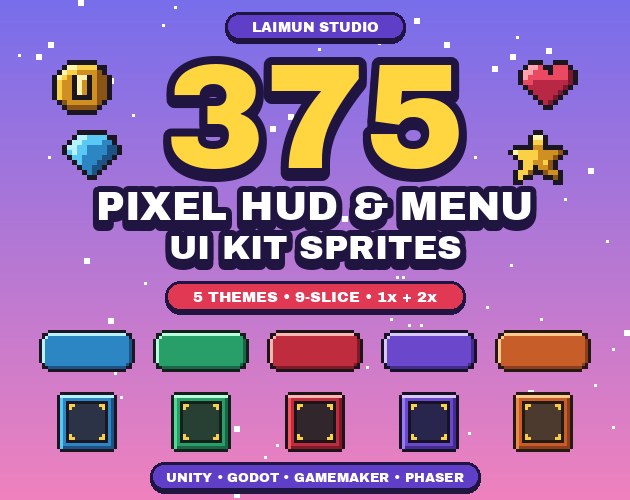 LAIMUN STUDIO
375
PIXEL HUD & MENU
UI KIT SPRITES
5 THEMES • 9-SLICE • 1x + 2x
UNITY • GODOT • GAMEMAKER • PHASER